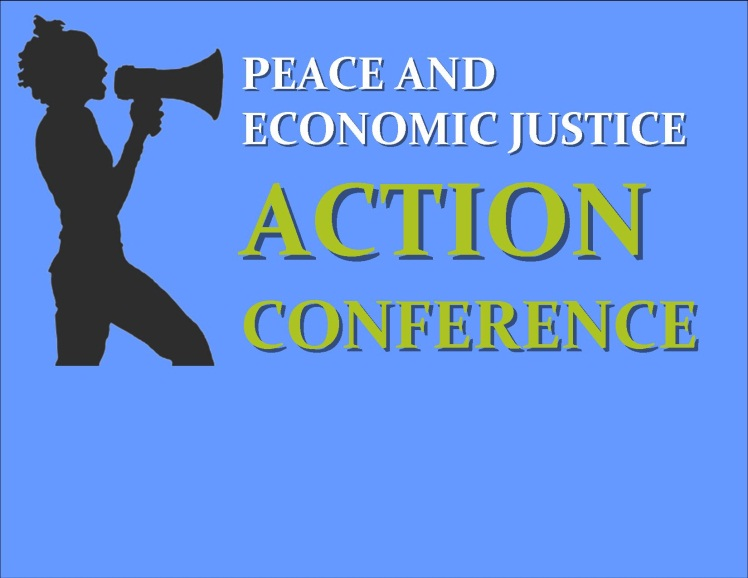 PEACE AND
ECONOMIC JUSTICE
ACTION
CONFERENCE